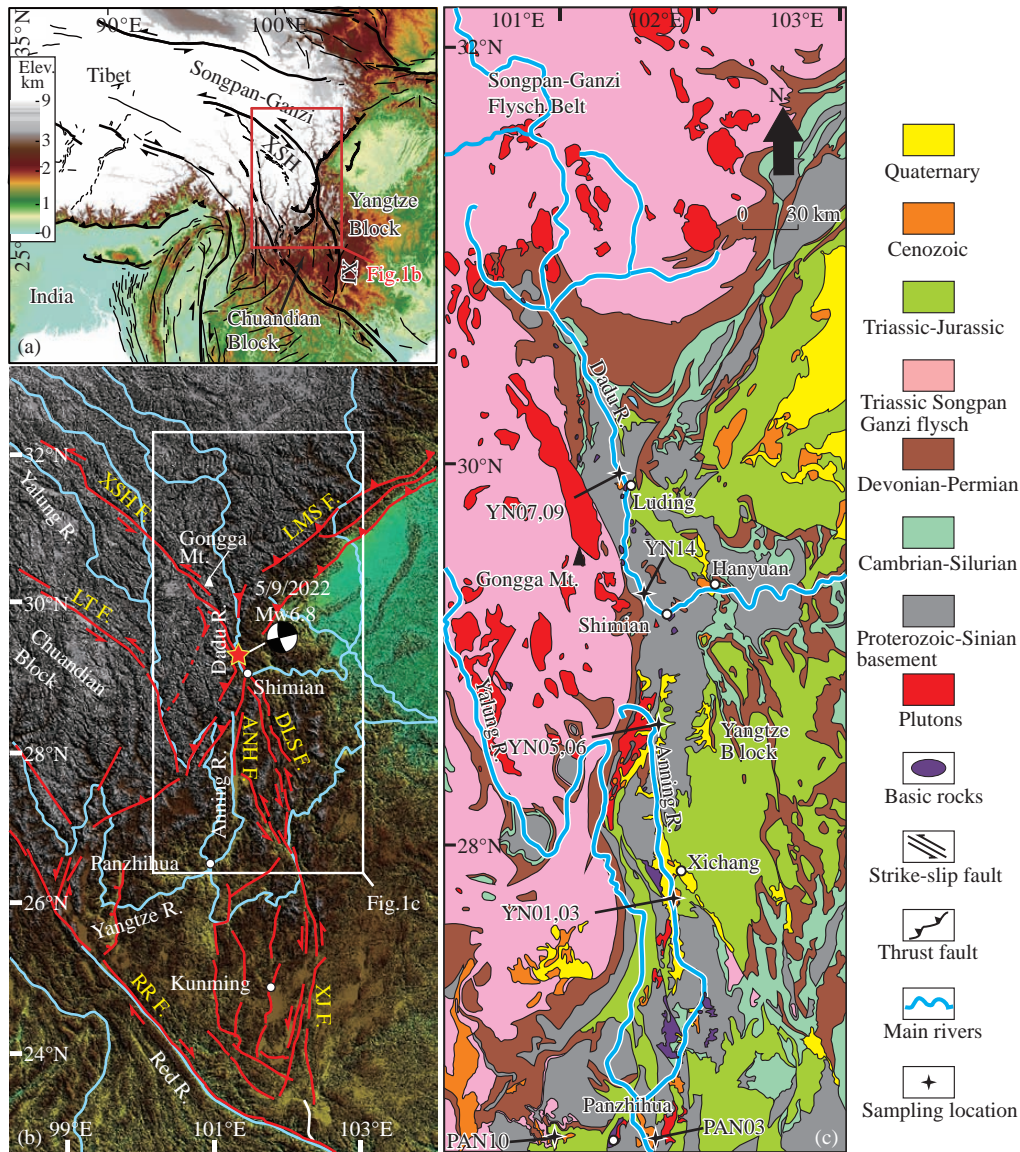 90°E
100°E
35°N
Elev.
km
9
3
2
1
0
Tibet
Songpan-Ganzi
XSH
Yangtze
Block
25°N
XJ
Fig.1b
India
Chuandian
Block
(a)
32°N
30°N
28°N
26°N
24°N
99°E
101°E
103°E
XSH F.
Yalung R.
Gongga
Mt.
LMS F.
5/9/2022
Mw6.8
LT F.
Chuandian
Block
Dadu R.
Shimian
ANH F.
DLS F.
Anning R.
Panzhihua
Yangtze R.
Fig.1c
Kunming
RR F.
XJ F.
Red R.
(b)
101°E
102°E
103°E
32°N
Songpan-Ganzi
Flysch Belt
N
0 30 km
Dadu R.
30°N
YN07,09
Luding
YN14
Hanyuan
Gongga Mt.
Shimian
Yalung R.
YN05,06
Yangtze
Block
Anning R.
28°N
Xichang
YN01,03
Panzhihua
PAN10
PAN03
(c)
Quaternary
Cenozoic
Triassic-Jurassic
Triassic Songpan
Ganzi flysch
Devonian-Permian
Cambrian-Silurian
Proterozoic-Sinian
basement
Plutons
Basic rocks
Strike-slip fault
Thrust fault
Main rivers
Sampling location